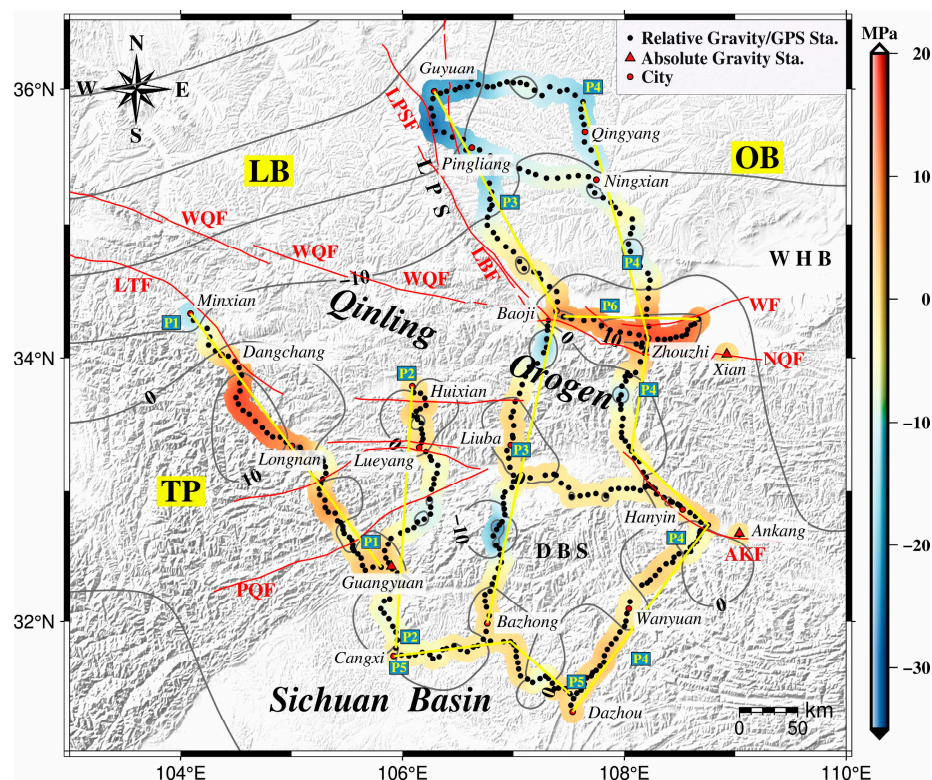 MPa
20
10
0
−10
−20
−30
Relative Gravity/GPS Sta.
Absolute Gravity Sta.
City
N
W E
S
36°N
34°N
32°N
104°E
106°E
108°E
110°E
Guyuan
P4
LPSF
Qingyang
LB
OB
Pingliang
Ningxian
L P S
P3
WQF
WQF
LBF
P4
W H B
WQF
−10
LTF
Minxian
P1
Qinling
Baoji
P6
WF
0
10
Zhouzhi
NQF
Xian
Dangchang
Orogen
P2
Huixian
P4
0
Liuba
0
P3
Longnan
Lueyang
10
TP
Hanyin
−10
Ankang
P1
DBS
P4
AKF
Guangyuan
PQF
0
Wanyuan
Bazhong
P2
Cangxi
P5
P4
P5
0
Sichuan Basin
Dazhou
km
0 50